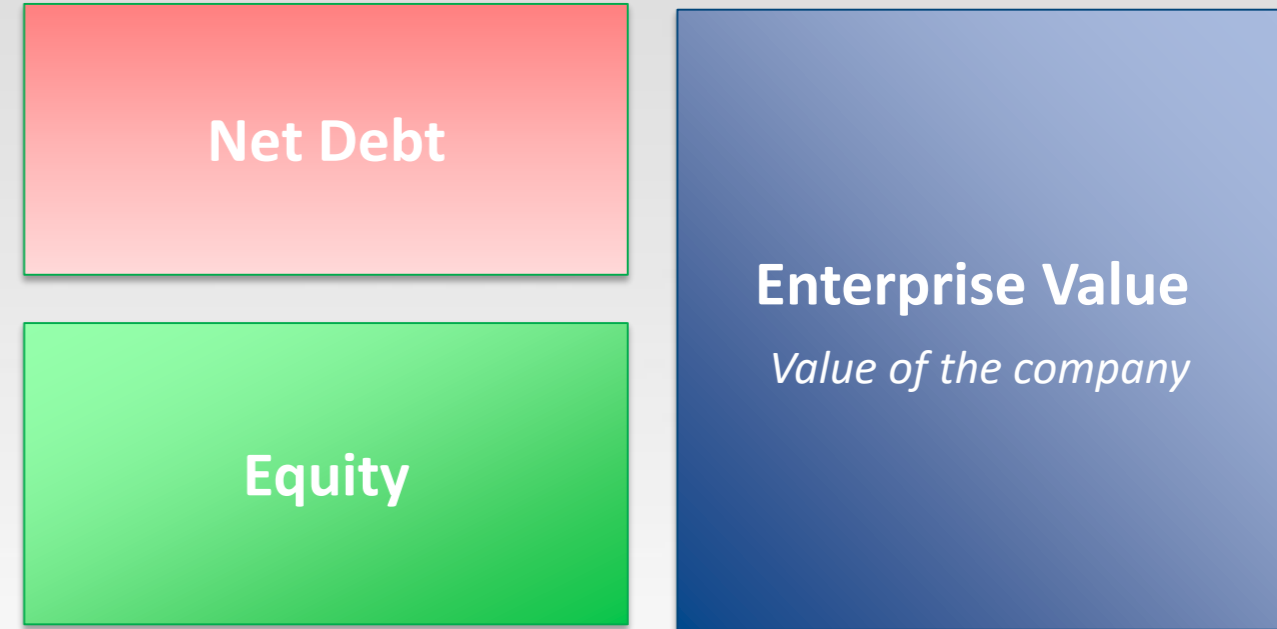 Net Debt
Equity
Enterprise Value
Value of the company